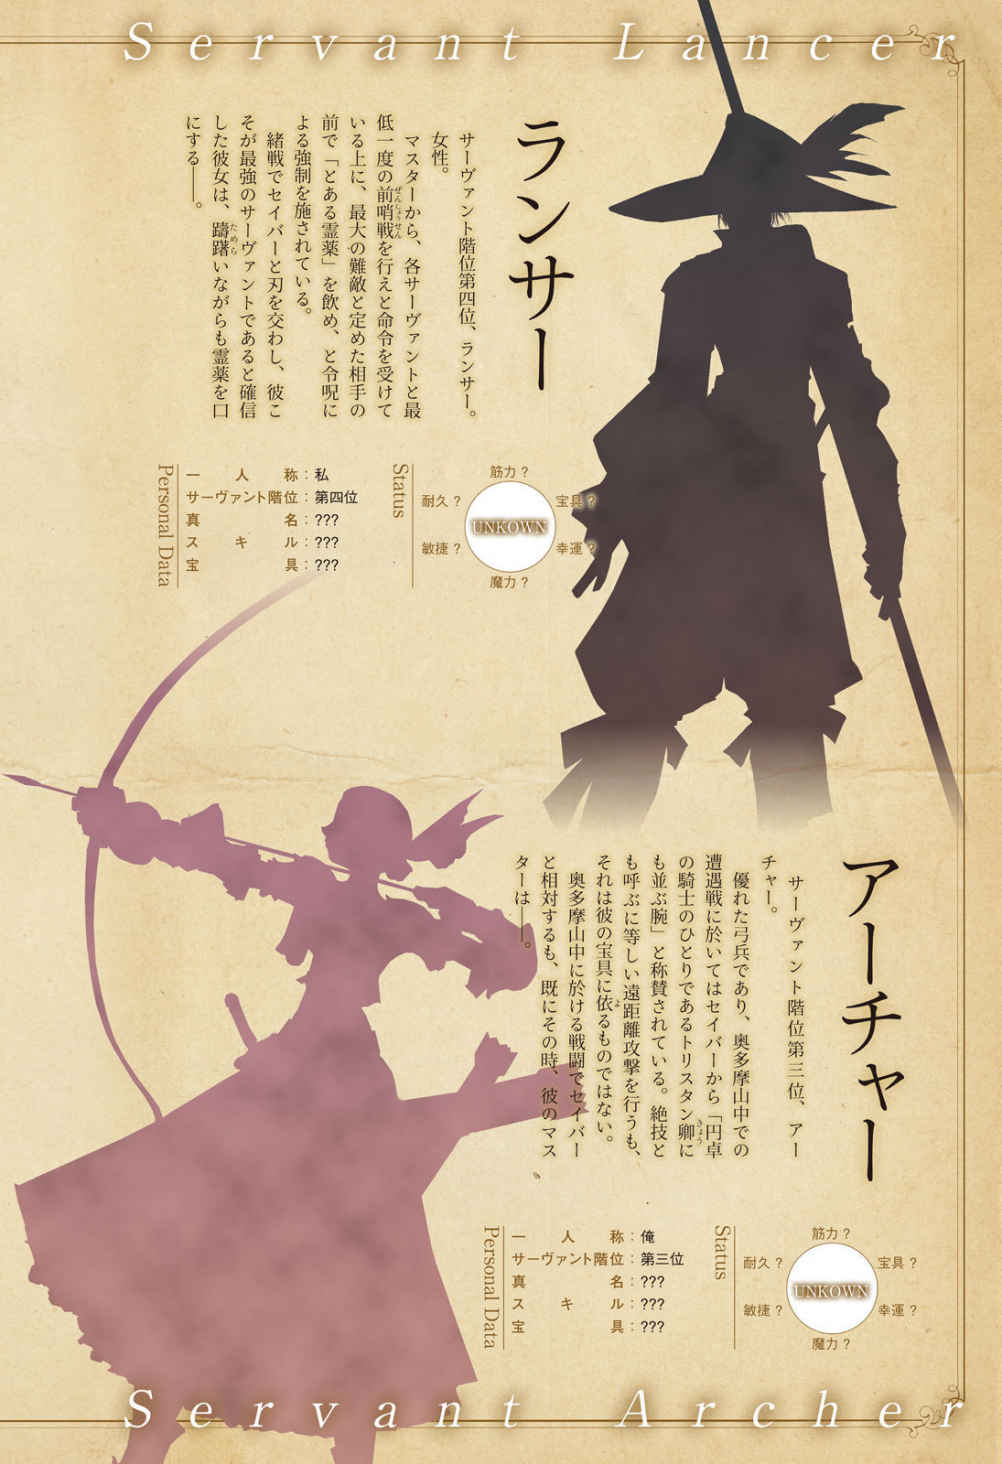 Servant Lancer
ランサー
サーヴァント階位第四位、ランサー。
女性。
マスターから、各サーヴァントと最
低一度の前哨戦を行えと命令を受けて
ぜんしょうせん
いる上に、最大の難敵と定めた相手の
前で「とある霊薬」を飲め、と令呪に
よる強制を施されている。
緒戦でセイバーと刃を交わし、彼こ
そが最強のサーヴァントであると確信
した彼女は、躊躇いながらも霊薬を口
ためら
にする――。
Status
筋力？
耐久？
宝具？
UNKOWN
敏捷？
幸運？
魔力？
Personal Data
一人称：私
サーヴァント階位：第四位
真名：???
スキル：???
宝具：???
アーチャー
サーヴァント階位第三位、アー
チャー。
優れた弓兵であり、奥多摩山中での
遭遇戦に於いてはセイバーから「円卓
の騎士のひとりであるトリスタン卿に
きょう
も並ぶ腕」と称賛されている。絶技と
も呼ぶに等しい遠距離攻撃を行うも、
それは彼の宝具に依るものではない。
よ
奥多摩山中に於ける戦闘でセイバー
と相対するも、既にその時、彼のマス
ターは――。
Status
筋力？
耐久？
宝具？
UNKOWN
敏捷？
幸運？
魔力？
Personal Data
一人称：俺
サーヴァント階位：第三位
真名：???
スキル：???
宝具：???
Servant Archer